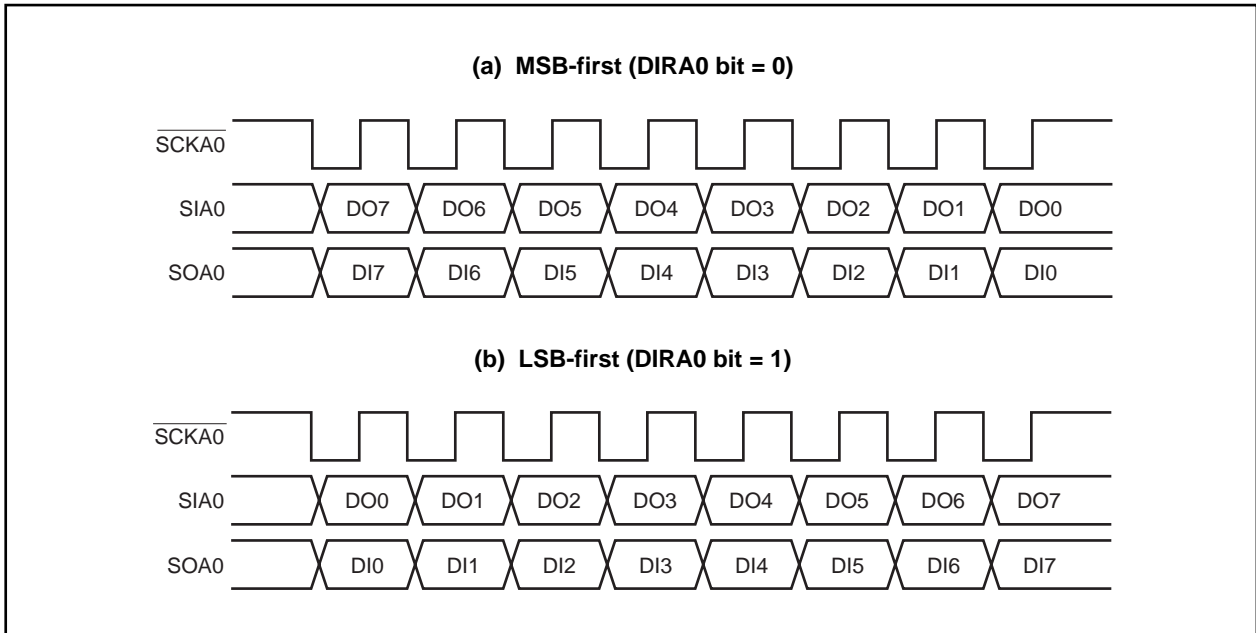 (a) MSB-first (DIRA0 bit = 0)
SCKA0
SIA0 DO7 DO6 DO5 DO4 DO3 DO2 DO1 DO0
SOA0 DI7 DI6 DI5 DI4 DI3 DI2 DI1 DI0
(b) LSB-first (DIRA0 bit = 1)
SCKA0
SIA0 DO0 DO1 DO2 DO3 DO4 DO5 DO6 DO7
SOA0 DI0 DI1 DI2 DI3 DI4 DI5 DI6 DI7